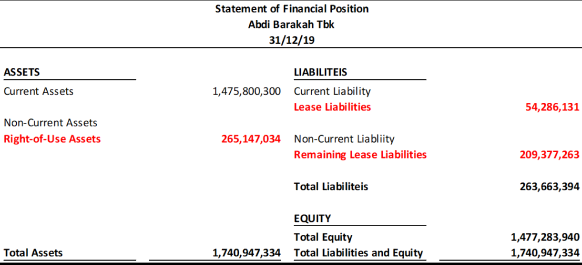 Statement of Financial Position
Abdi Barakah Tbk
31/12/19
ASSETS LIABILITEIS
Current Assets 1,475,800,300 Current Liability
Lease Liabilities 54,286,131
Non-Current Assets
Right-of-Use Assets 265,147,034 Non-Current Liabliity
Remaining Lease Liabilities 209,377,263
Total Liabiliteis 263,663,394
EQUITY
Total Equity 1,477,283,940
Total Assets 1,740,947,334 Total Liabilities and Equity 1,740,947,334